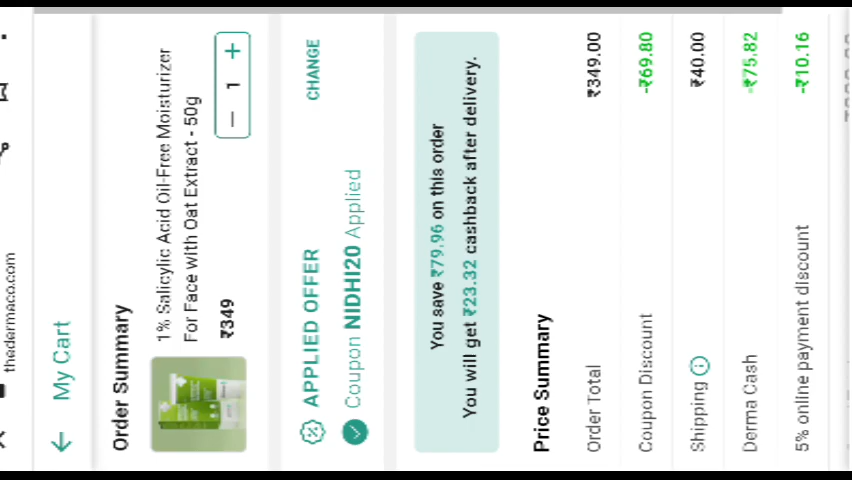 thedermaco.com
My Cart
Order Summary
1% Salicylic Acid Oil-Free Moisturizer
For Face with Oat Extract - 50g
₹349
1
APPLIED OFFER
CHANGE
Coupon NIDHI20 Applied
You save ₹79.96 on this order
You will get ₹23.32 cashback after delivery.
Price Summary
Order Total ₹349.00
Coupon Discount -₹69.80
Shipping ₹40.00
Derma Cash -₹75.82
5% online payment discount -₹10.16